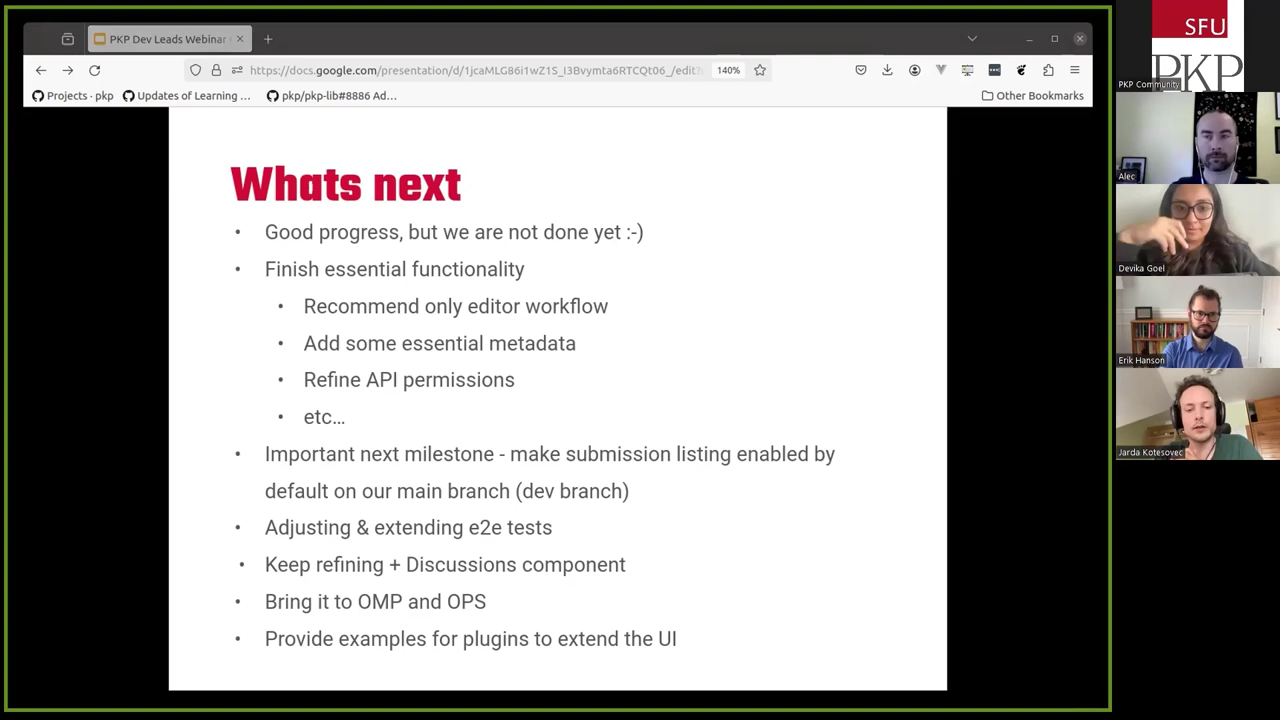 PKP Dev Leads Webinar
https://docs.google.com/presentation/d/1jcaMLG86i1wZ1S_I3Bvymta6RTCQt06_/edit?
140%
Projects · pkp
Updates of Learning ...
pkp/pkp-lib#8886 Ad...
Other Bookmarks
Whats next
• Good progress, but we are not done yet :-)
• Finish essential functionality
• Recommend only editor workflow
• Add some essential metadata
• Refine API permissions
• etc...
• Important next milestone - make submission listing enabled by
default on our main branch (dev branch)
• Adjusting & extending e2e tests
• Keep refining + Discussions component
• Bring it to OMP and OPS
• Provide examples for plugins to extend the UI
SFU
PKP
PKP Community
Alec
Devika Goel
Erik Hanson
Jarda Kotesovec